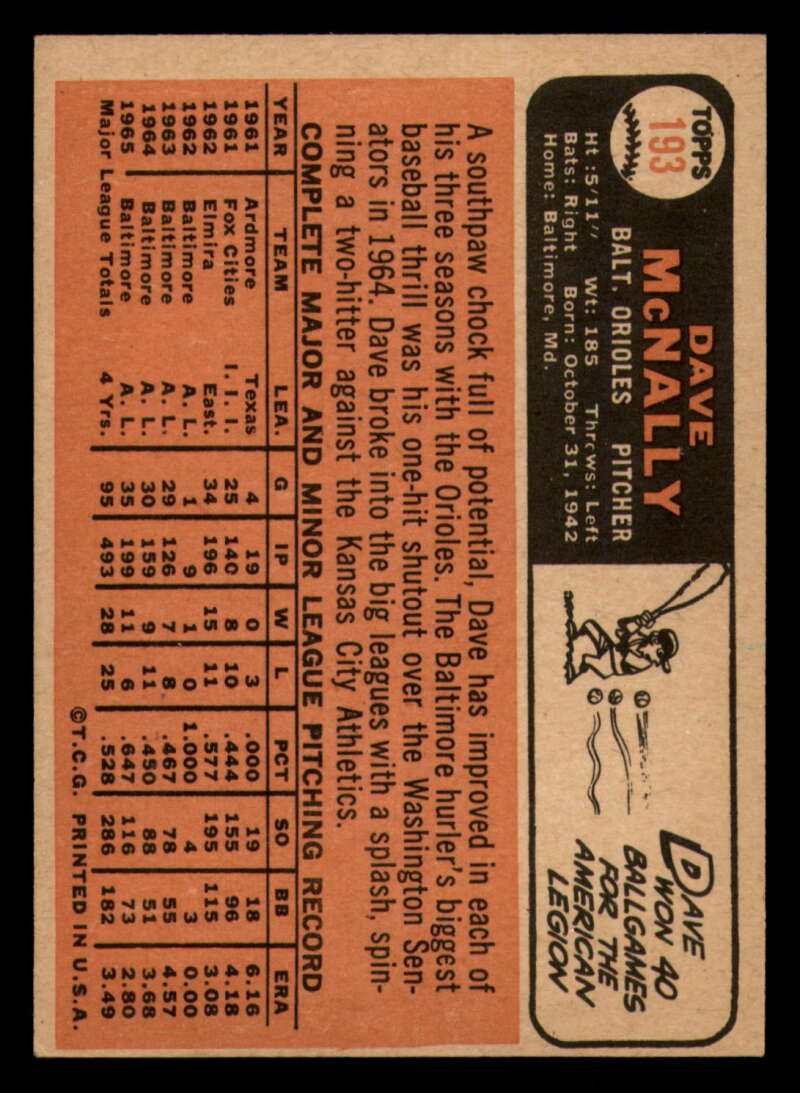 TOPPS
193
DAVE
McNALLY
BALT. ORIOLES PITCHER
Ht: 5'11" Wt: 185 Throws: Left
Bats: Right Born: October 31, 1942
Home: Baltimore, Md.
DAVE
WON 40
BALLGAMES
FOR THE
AMERICAN
LEGION
A southpaw chock full of potential, Dave has improved in each of
his three seasons with the Orioles. The Baltimore hurler's biggest
baseball thrill was his one-hit shutout over the Washington Sen-
ators in 1964. Dave broke into the big leagues with a splash, spin-
ning a two-hitter against the Kansas City Athletics.
COMPLETE MAJOR AND MINOR LEAGUE PITCHING RECORD
YEAR TEAM LEA. G IP W L PCT SO BB ERA
1961 Ardmore Texas 4 19 0 3 .000 19 18 6.16
1961 Fox Cities I. I. I. 25 140 8 10 .444 155 96 4.18
1962 Elmira East. 34 196 15 11 .577 195 115 3.08
1962 Baltimore A. L. 1 9 1 0 1.000 4 3 0.00
1963 Baltimore A. L. 29 126 7 8 .467 78 55 4.57
1964 Baltimore A. L. 30 159 9 11 .450 88 51 3.68
1965 Baltimore A. L. 35 199 11 6 .647 116 73 2.80
Major League Totals 4 Yrs. 95 493 28 25 .528 286 182 3.49
©T.C.G. PRINTED IN U.S.A.